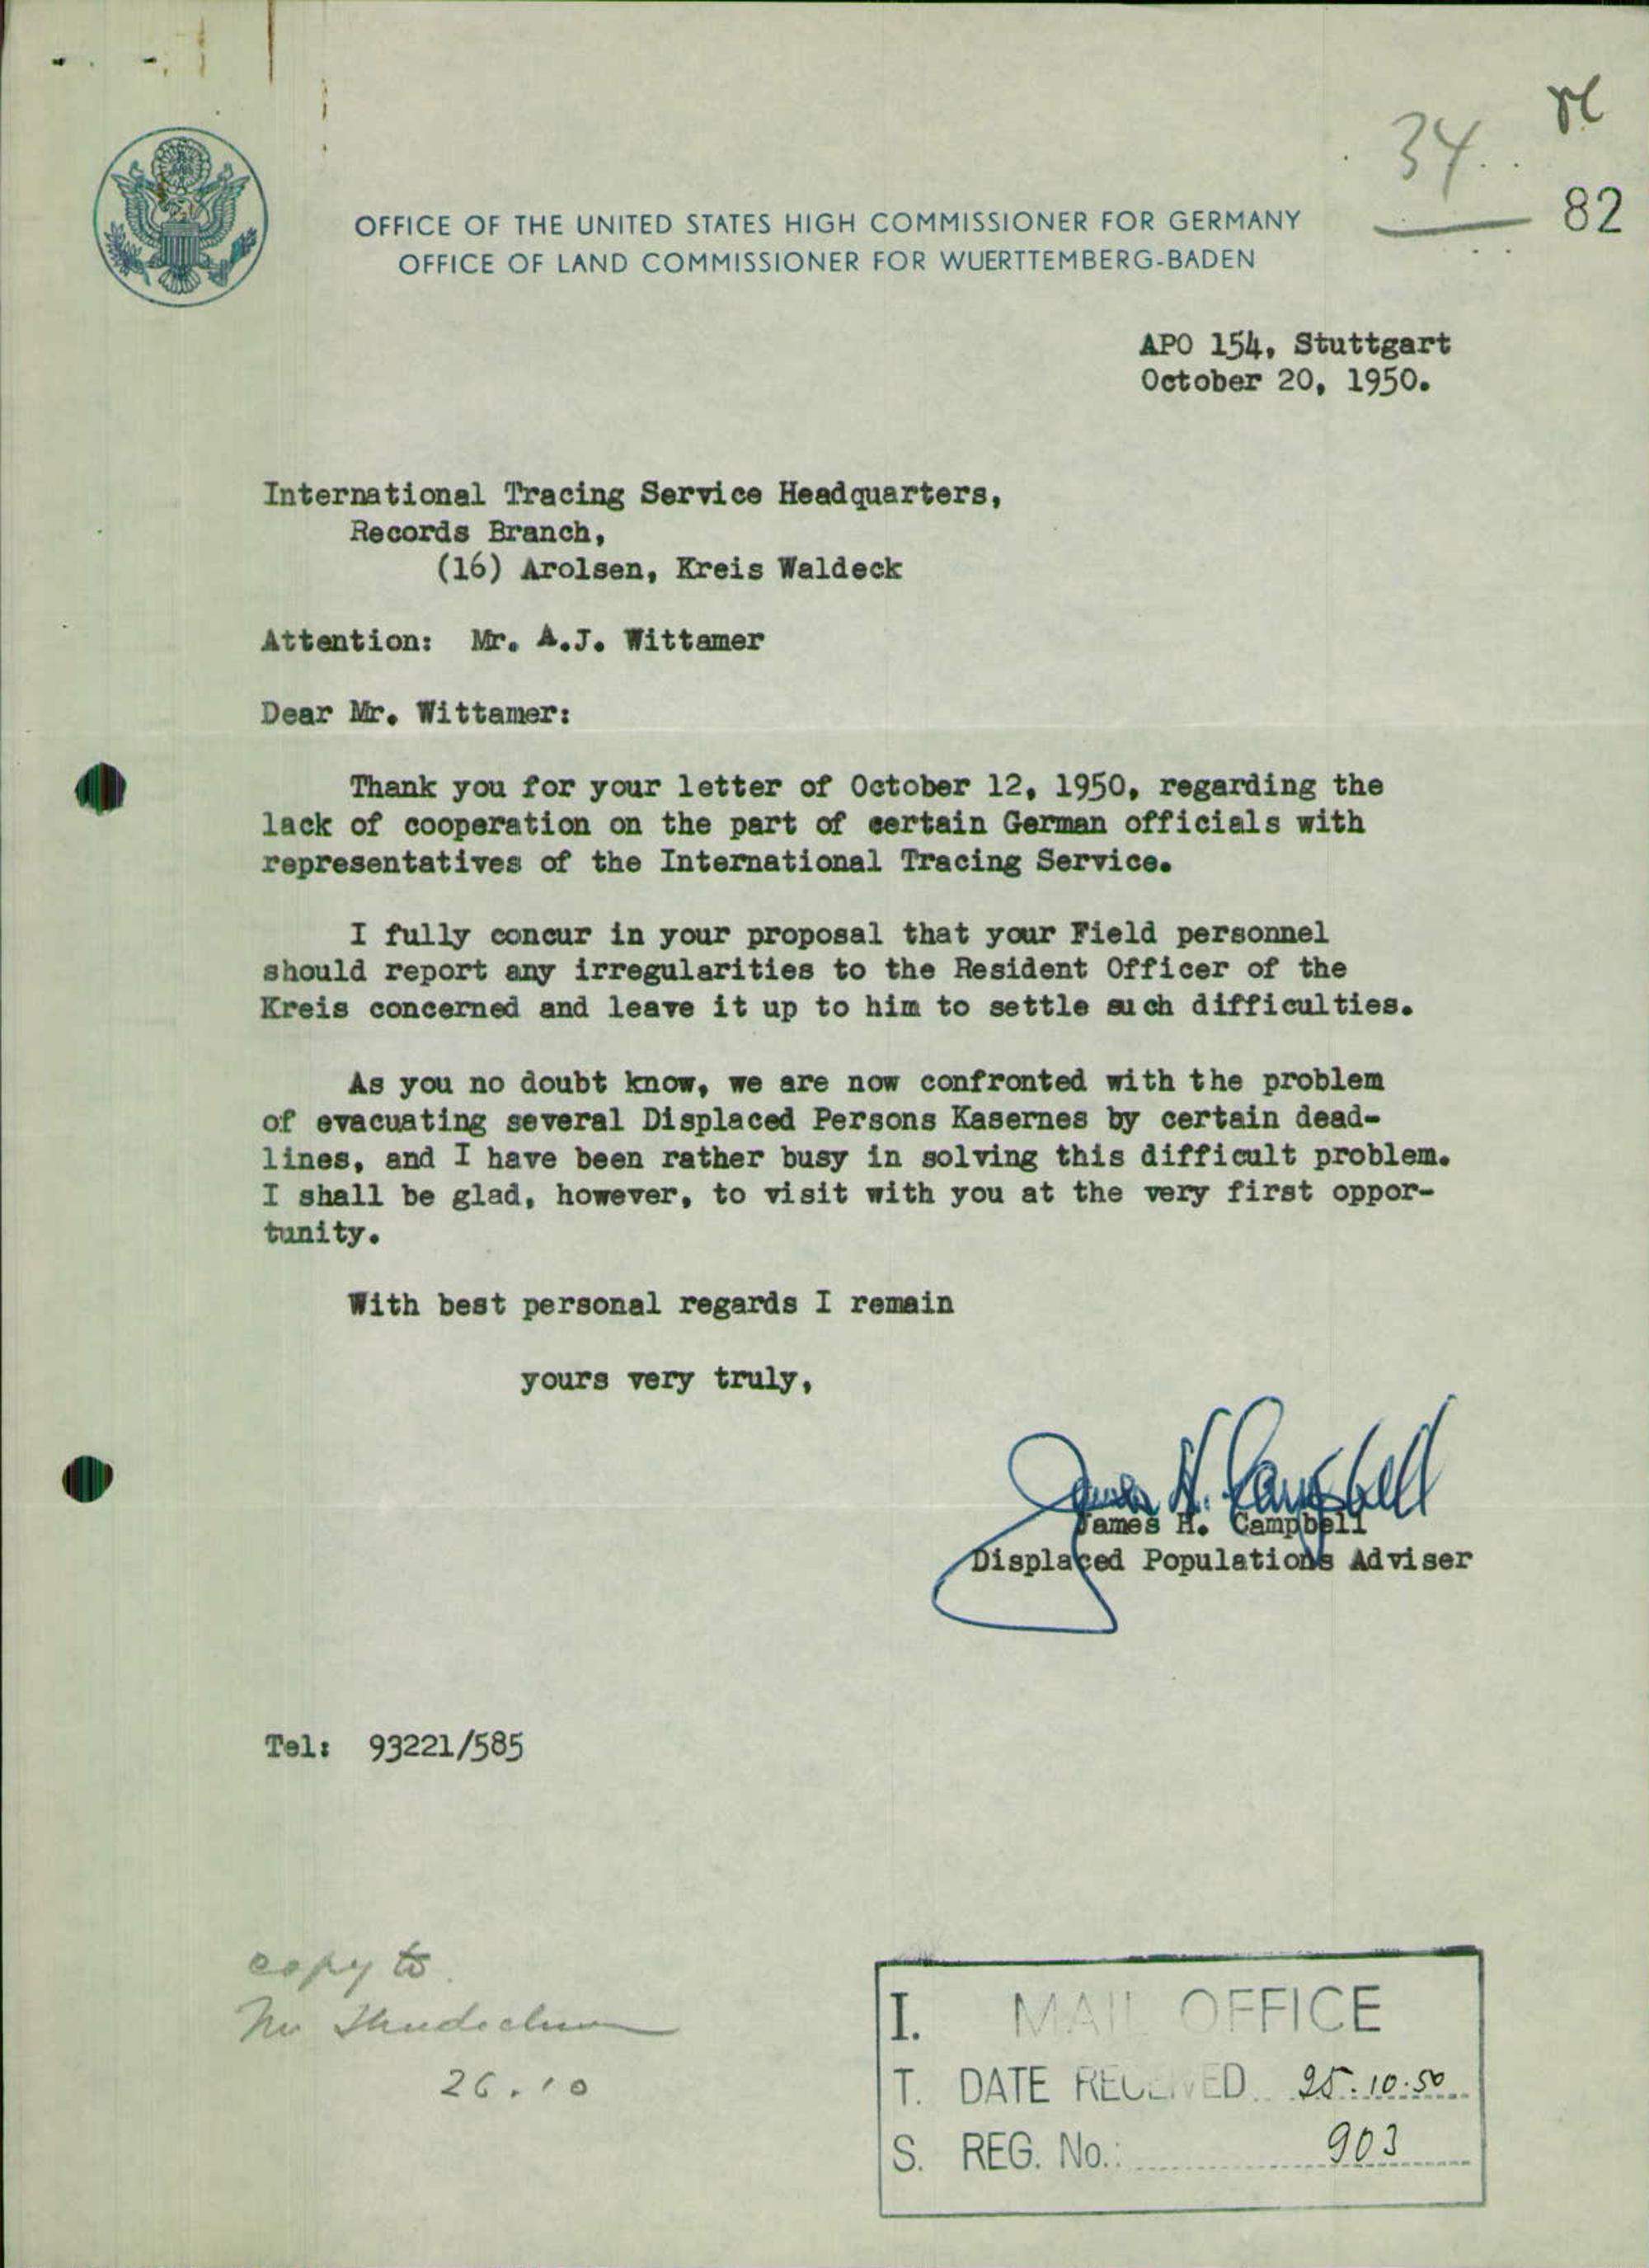 34
82
OFFICE OF THE UNITED STATES HIGH COMMISSIONER FOR GERMANY
OFFICE OF LAND COMMISSIONER FOR WUERTTEMBERG-BADEN
APO 154, Stuttgart
October 20, 1950.
International Tracing Service Headquarters,
Records Branch,
(16) Arolsen, Kreis Waldeck
Attention: Mr. A.J. Wittamer
Dear Mr. Wittamer:
Thank you for your letter of October 12, 1950, regarding the
lack of cooperation on the part of certain German officials with
representatives of the International Tracing Service.
I fully concur in your proposal that your Field personnel
should report any irregularities to the Resident Officer of the
Kreis concerned and leave it up to him to settle such difficulties.
As you no doubt know, we are now confronted with the problem
of evacuating several Displaced Persons Kasernes by certain dead-
lines, and I have been rather busy in solving this difficult problem.
I shall be glad, however, to visit with you at the very first oppor-
tunity.
With best personal regards I remain
yours very truly,
James H. Campbell
James H. Campbell
Displaced Populations Adviser
Tel: 93221/585
copy to
26.10
I. MAIL OFFICE
T. DATE RECEIVED 25.10.50
S. REG. No.: 903